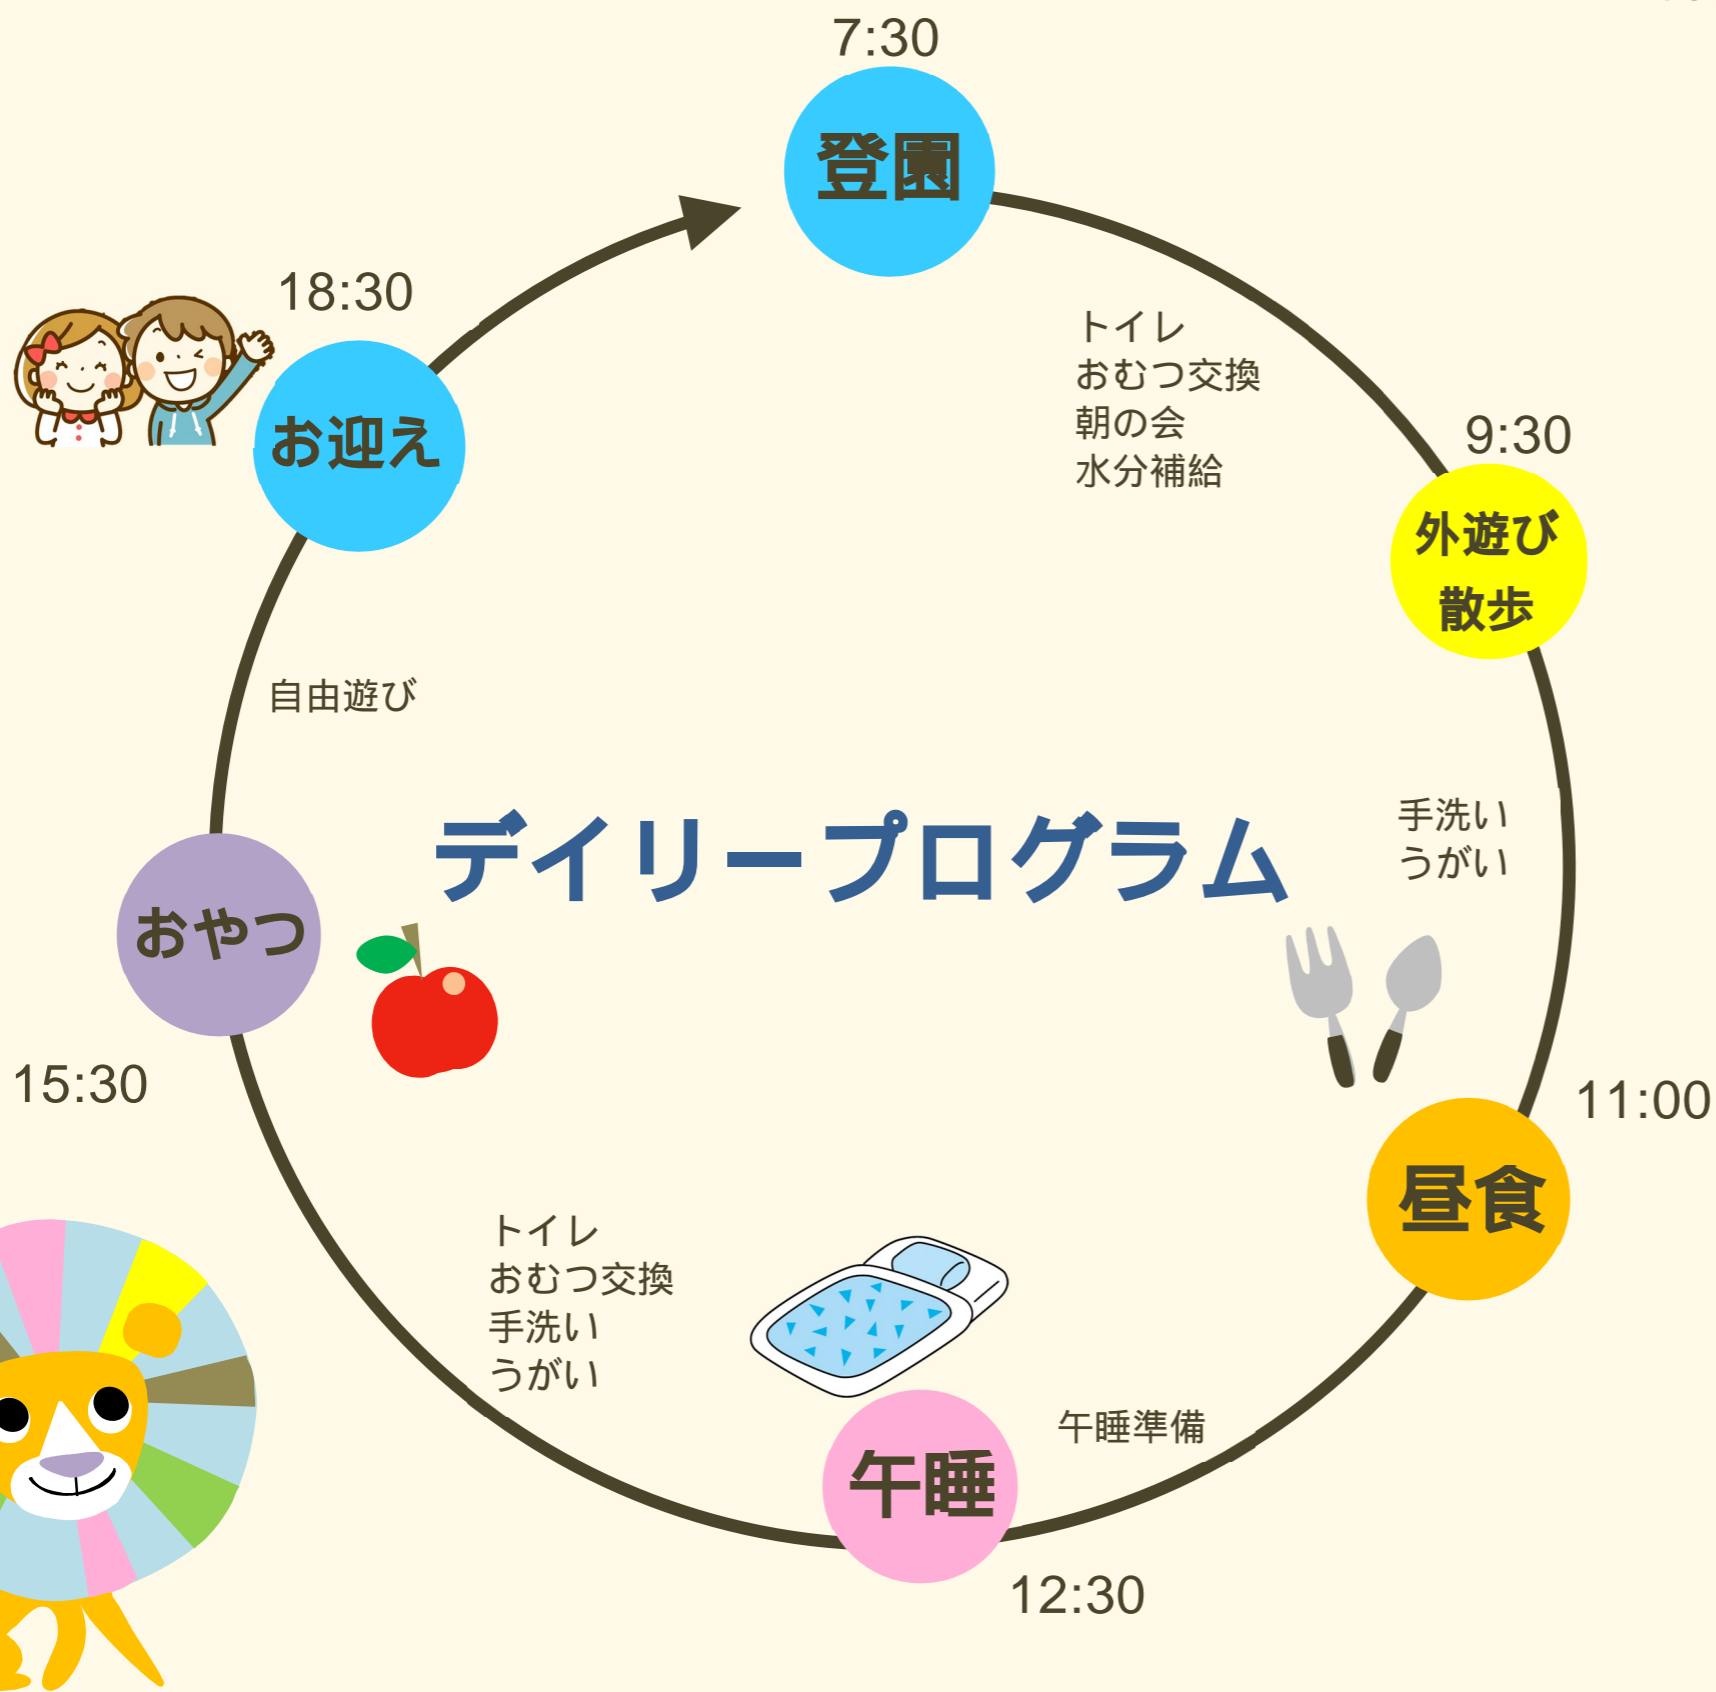 7:30
登園
トイレ
おむつ交換
朝の会
水分補給
9:30
外遊び
散歩
手洗い
うがい
11:00
昼食
午睡準備
12:30
午睡
トイレ
おむつ交換
手洗い
うがい
15:30
おやつ
自由遊び
18:30
お迎え
デイリープログラム